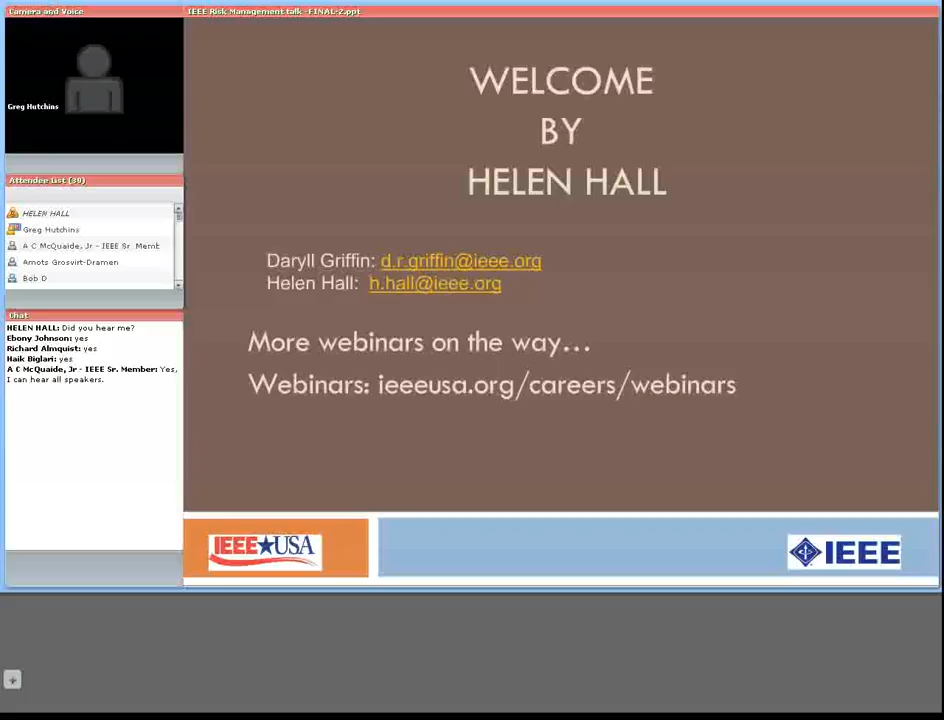 Camera and Voice
IEEE Risk Management talk -FINAL-2.ppt
Greg Hutchins
Attendee List (30)
HELEN HALL
Greg Hutchins
A C McQuaide, Jr - IEEE Sr. Memb
Arnots Grosvirt-Dramen
Bob D
Chat
HELEN HALL: Did you hear me?
Ebony Johnson: yes
Richard Almquist: yes
Haik Biglari: yes
A C McQuaide, Jr - IEEE Sr. Member: Yes,
I can hear all speakers.
WELCOME
BY
HELEN HALL
Daryll Griffin: d.r.griffin@ieee.org
Helen Hall: h.hall@ieee.org
More webinars on the way…
Webinars: ieeeusa.org/careers/webinars
IEEE USA
IEEE